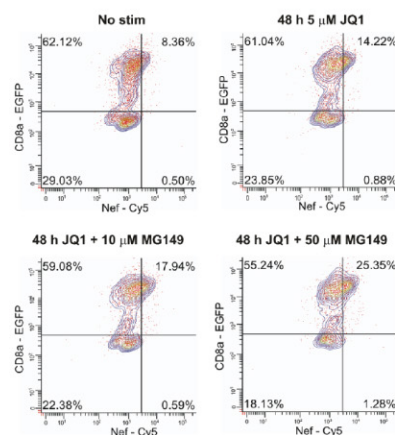 No stim
62.12% 8.36%
29.03% 0.50%
CD8a - EGFP
Nef - Cy5
48 h 5 μM JQ1
61.04% 14.22%
23.85% 0.88%
CD8a - EGFP
Nef - Cy5
48 h JQ1 + 10 μM MG149
59.08% 17.94%
22.38% 0.59%
CD8a - EGFP
Nef - Cy5
48 h JQ1 + 50 μM MG149
55.24% 25.35%
18.13% 1.28%
CD8a - EGFP
Nef - Cy5